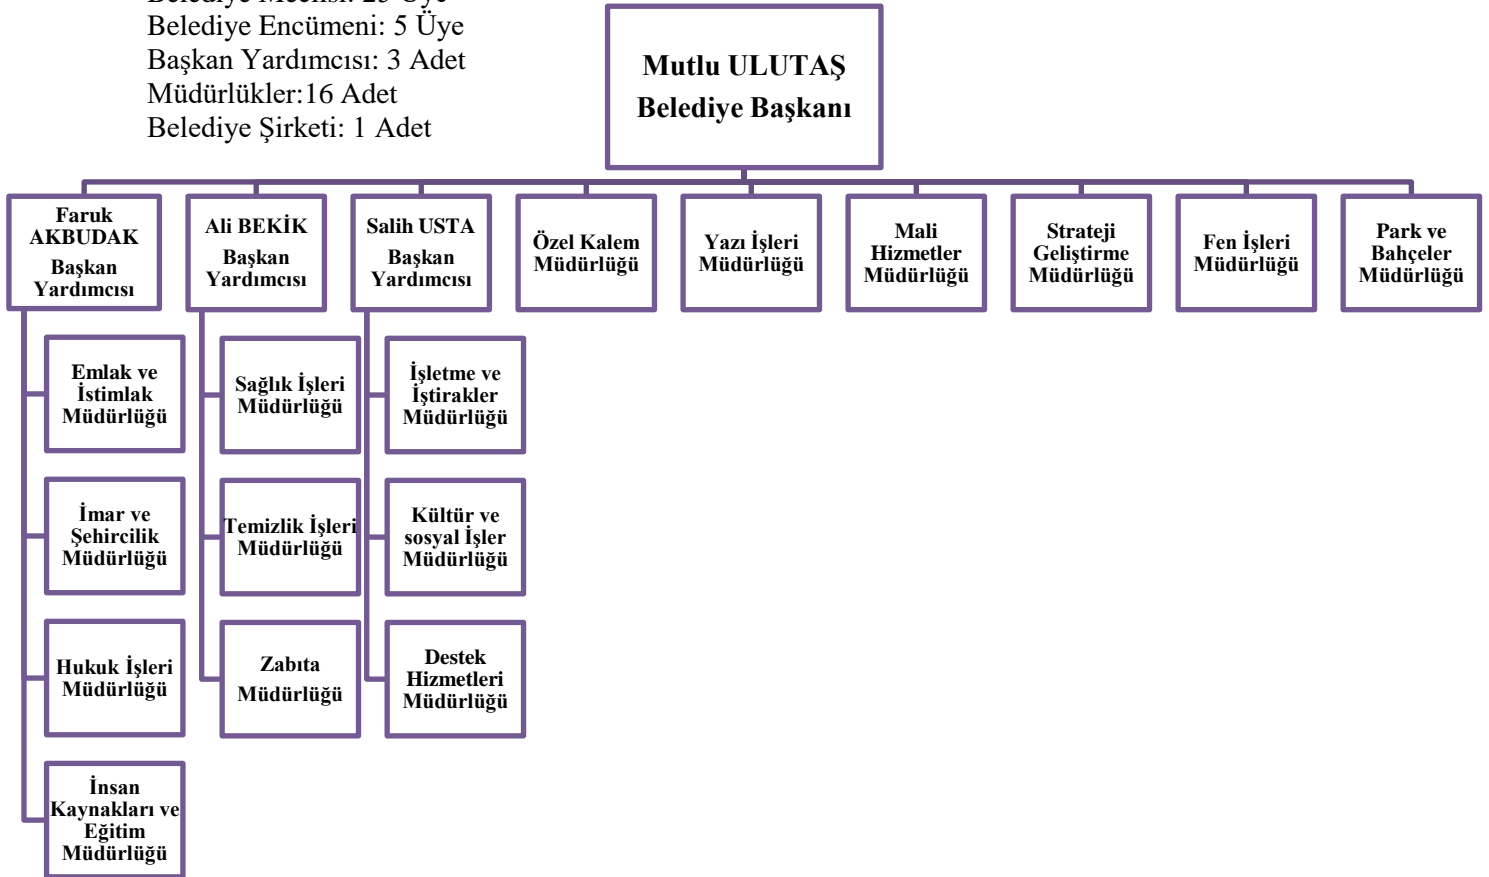 Belediye Meclisi: 25 Üye
Belediye Encümeni: 5 Üye
Başkan Yardımcısı: 3 Adet
Müdürlükler:16 Adet
Belediye Şirketi: 1 Adet
Mutlu ULUTAŞ
Belediye Başkanı
Faruk
AKBUDAK
Başkan
Yardımcısı
Ali BEKİK
Başkan
Yardımcısı
Salih USTA
Başkan
Yardımcısı
Özel Kalem
Müdürlüğü
Yazı İşleri
Müdürlüğü
Mali
Hizmetler
Müdürlüğü
Strateji
Geliştirme
Müdürlüğü
Fen İşleri
Müdürlüğü
Park ve
Bahçeler
Müdürlüğü
Emlak ve
İstimlak
Müdürlüğü
İmar ve
Şehircilik
Müdürlüğü
Hukuk İşleri
Müdürlüğü
İnsan
Kaynakları ve
Eğitim
Müdürlüğü
Sağlık İşleri
Müdürlüğü
Temizlik İşleri
Müdürlüğü
Zabıta
Müdürlüğü
İşletme ve
İştirakler
Müdürlüğü
Kültür ve
sosyal İşler
Müdürlüğü
Destek
Hizmetleri
Müdürlüğü